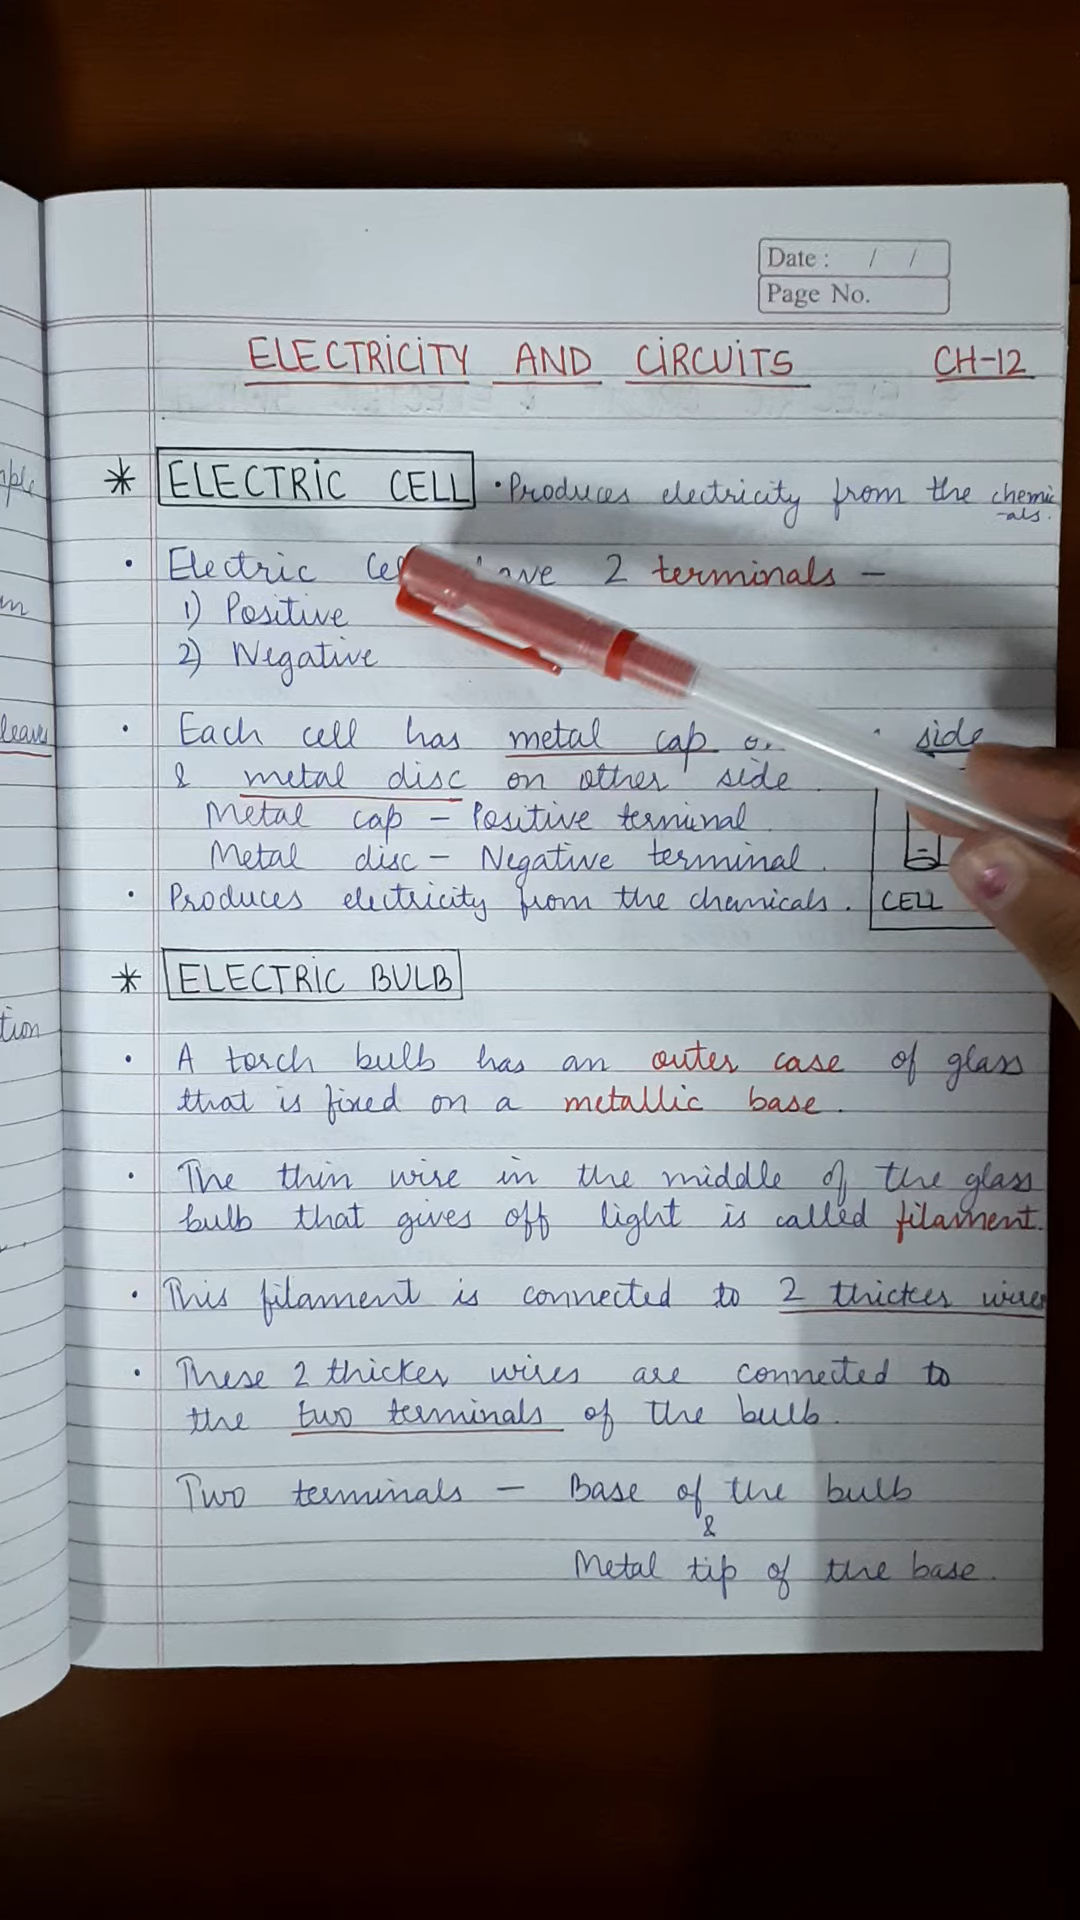 Date : / /
Page No.
ELECTRICITY AND CIRCUITS CH-12
* ELECTRIC CELL • Produces electricity from the chemic
-als.
• Electric have 2 terminals –
1) Positive
2) Negative
• Each cell has metal cap side
& metal disc on other side.
Metal cap – Positive terminal.
Metal disc – Negative terminal.
• Produces electricity from the chemicals. CELL
* ELECTRIC BULB
• A torch bulb has an outer case of glass
that is fixed on a metallic base.
• The thin wire in the middle of the glass
bulb that gives off light is called filament.
• This filament is connected to 2 thicker wires
• These 2 thicker wires are connected to
the two terminals of the bulb.
Two terminals – Base of the bulb
&
Metal tip of the base.
leaves